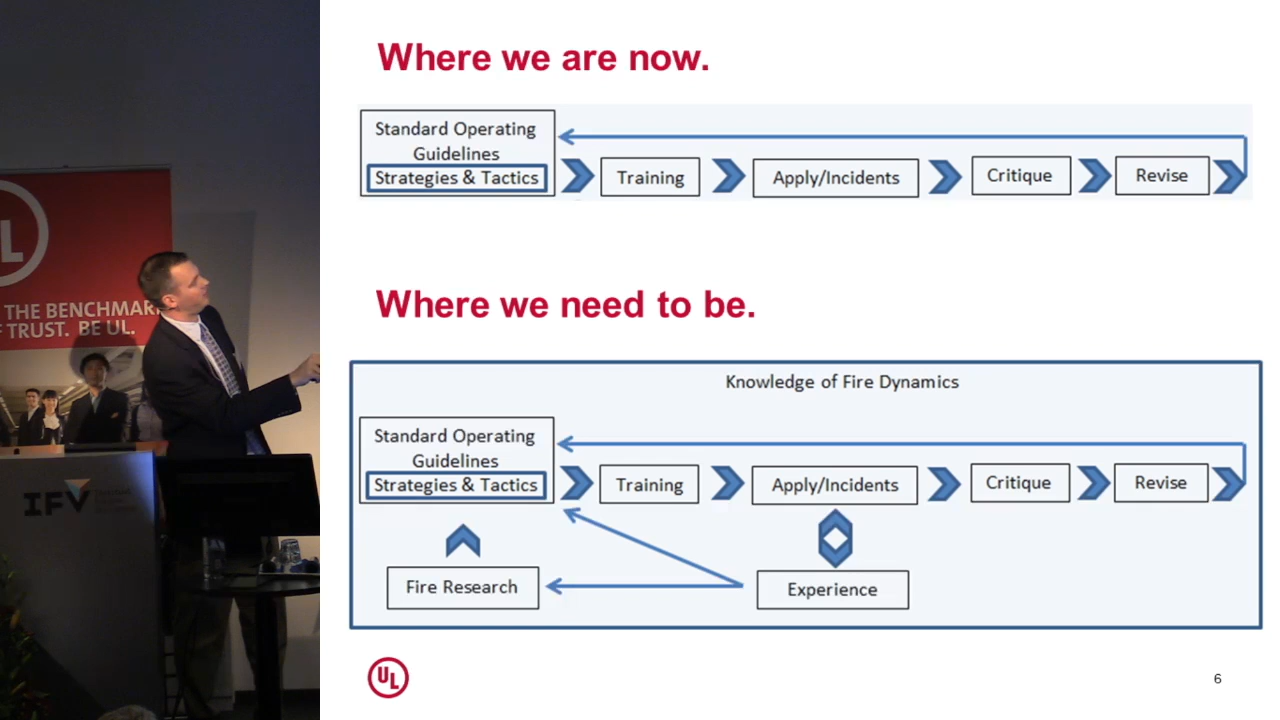 Where we are now.
Standard Operating
Guidelines
Strategies & Tactics
Training
Apply/Incidents
Critique
Revise
Where we need to be.
Knowledge of Fire Dynamics
Standard Operating
Guidelines
Strategies & Tactics
Training
Apply/Incidents
Critique
Revise
Fire Research
Experience
UL
6
L
THE BENCHMARK
TRUST. BE UL.
IFV